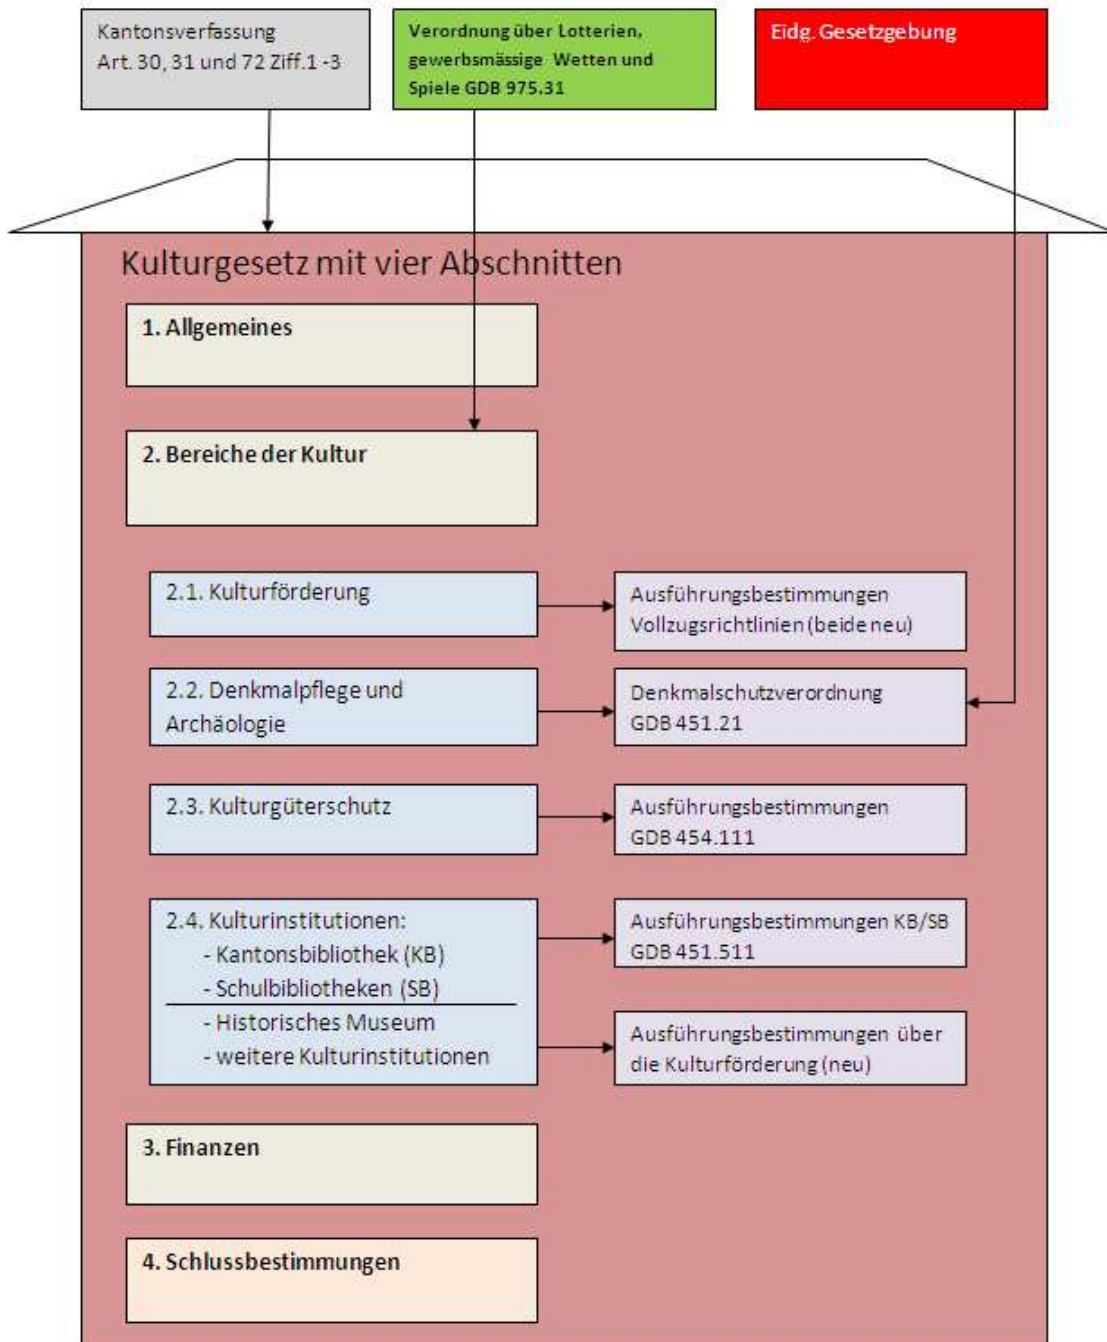 Kantonsverfassung
Art. 30, 31 und 72 Ziff.1 -3
Verordnung über Lotterien,
gewerbsmässige Wetten und
Spiele GDB 975.31
Eidg. Gesetzgebung
Kulturgesetz mit vier Abschnitten
1. Allgemeines
2. Bereiche der Kultur
2.1. Kulturförderung
Ausführungsbestimmungen
Vollzugsrichtlinien (beide neu)
2.2. Denkmalpflege und
Archäologie
Denkmalschutzverordnung
GDB 451.21
2.3. Kulturgüterschutz
Ausführungsbestimmungen
GDB 454.111
2.4. Kulturinstitutionen:
- Kantonsbibliothek (KB)
- Schulbibliotheken (SB)
- Historisches Museum
- weitere Kulturinstitutionen
Ausführungsbestimmungen KB/SB
GDB 451.511
Ausführungsbestimmungen über
die Kulturförderung (neu)
3. Finanzen
4. Schlussbestimmungen